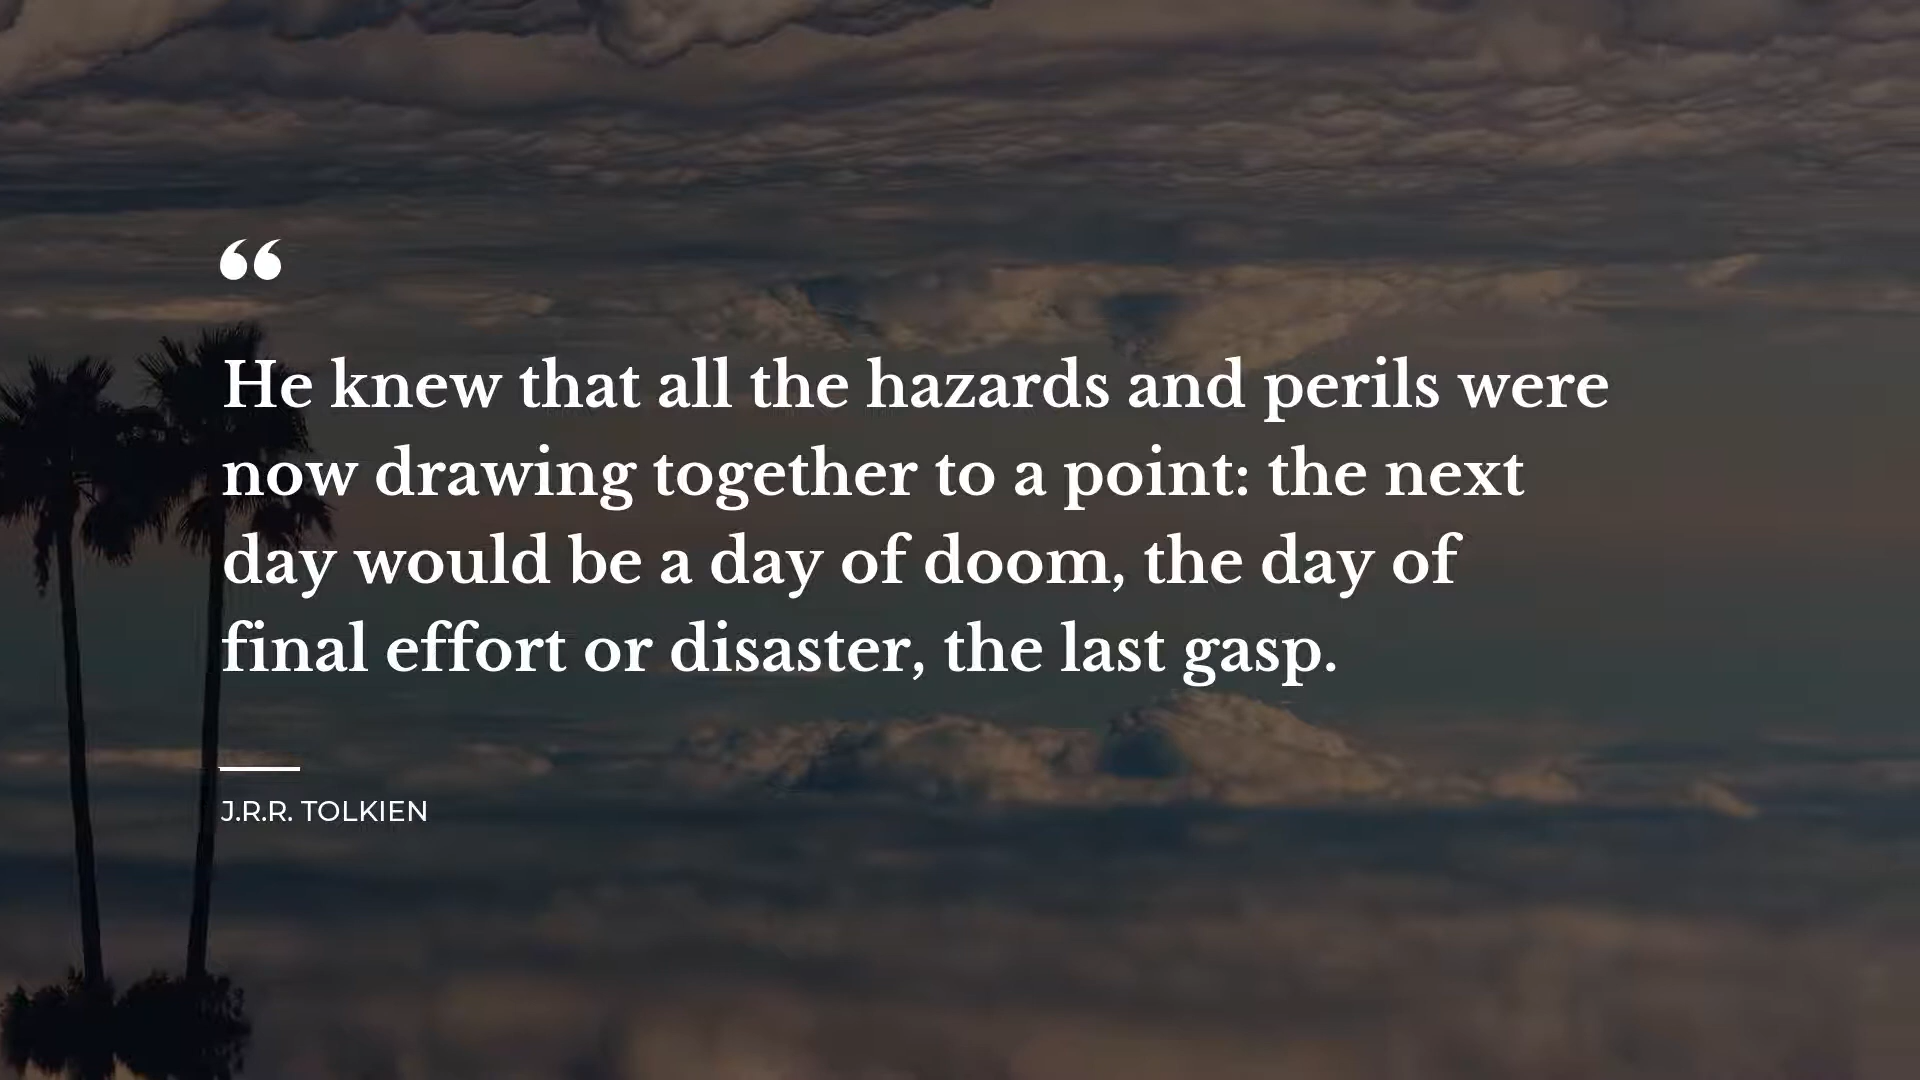 “
He knew that all the hazards and perils were
now drawing together to a point: the next
day would be a day of doom, the day of
final effort or disaster, the last gasp.
J.R.R. TOLKIEN